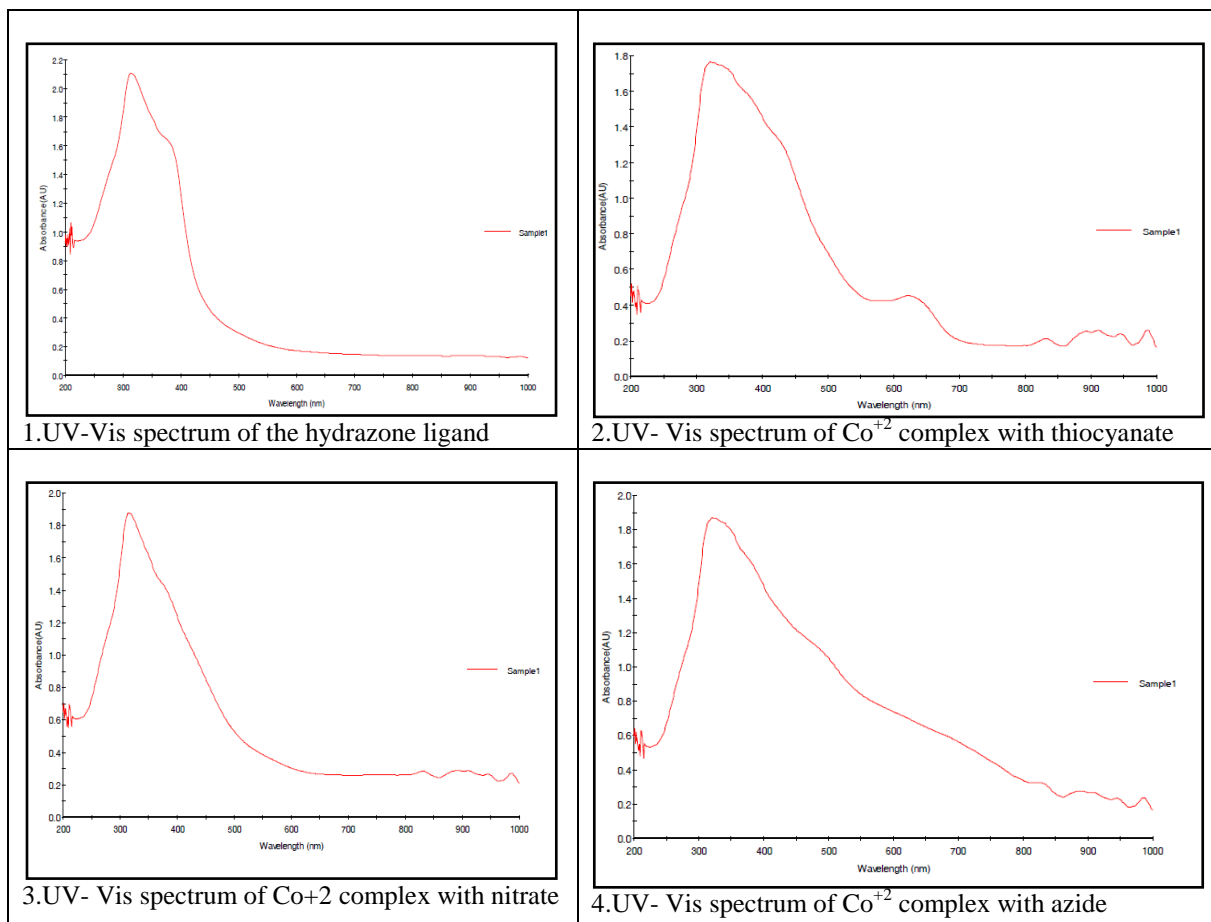 2.2
2.0
1.8
1.6
1.4
1.2
1.0
0.8
0.6
0.4
0.2
0.0
Absorbance(AU)
200 300 400 500 600 700 800 900 1000
Wavelength (nm)
Sample1
1.UV-Vis spectrum of the hydrazone ligand
1.8
1.6
1.4
1.2
1.0
0.8
0.6
0.4
0.2
0.0
Absorbance(AU)
200 300 400 500 600 700 800 900 1000
Wavelength (nm)
Sample1
2.UV- Vis spectrum of Co+2 complex with thiocyanate
2.0
1.8
1.6
1.4
1.2
1.0
0.8
0.6
0.4
0.2
0.0
Absorbance(AU)
200 300 400 500 600 700 800 900 1000
Wavelength (nm)
Sample1
3.UV- Vis spectrum of Co+2 complex with nitrate
2.0
1.8
1.6
1.4
1.2
1.0
0.8
0.6
0.4
0.2
0.0
Absorbance(AU)
200 300 400 500 600 700 800 900 1000
Wavelength (nm)
Sample1
4.UV- Vis spectrum of Co+2 complex with azide